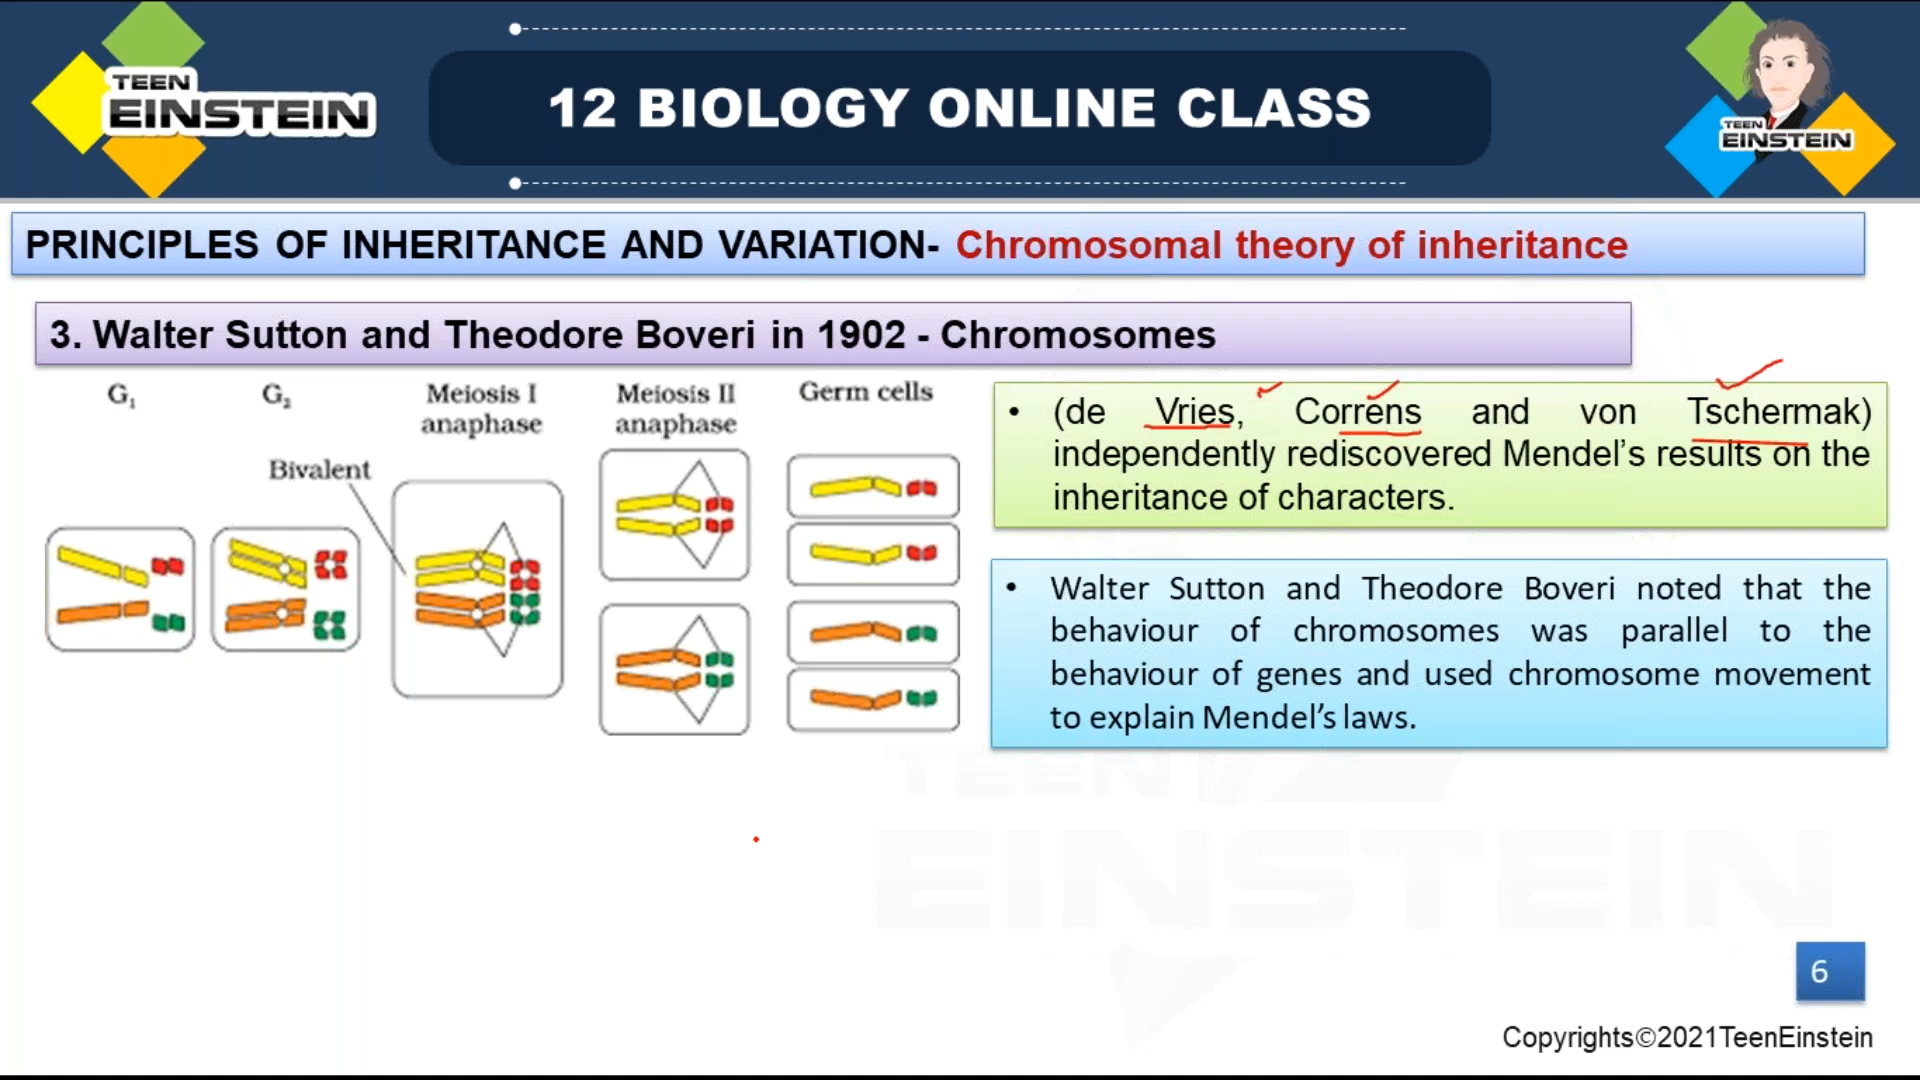 TEEN
EINSTEIN
12 BIOLOGY ONLINE CLASS
TEEN
EINSTEIN
PRINCIPLES OF INHERITANCE AND VARIATION- Chromosomal theory of inheritance
3. Walter Sutton and Theodore Boveri in 1902 - Chromosomes
G₁
G₂
Meiosis I
anaphase
Meiosis II
anaphase
Germ cells
Bivalent
• (de Vries, Correns and von Tschermak)
independently rediscovered Mendel’s results on the
inheritance of characters.
• Walter Sutton and Theodore Boveri noted that the
behaviour of chromosomes was parallel to the
behaviour of genes and used chromosome movement
to explain Mendel’s laws.
TEEN
EINSTEIN
6
Copyrights©2021TeenEinstein